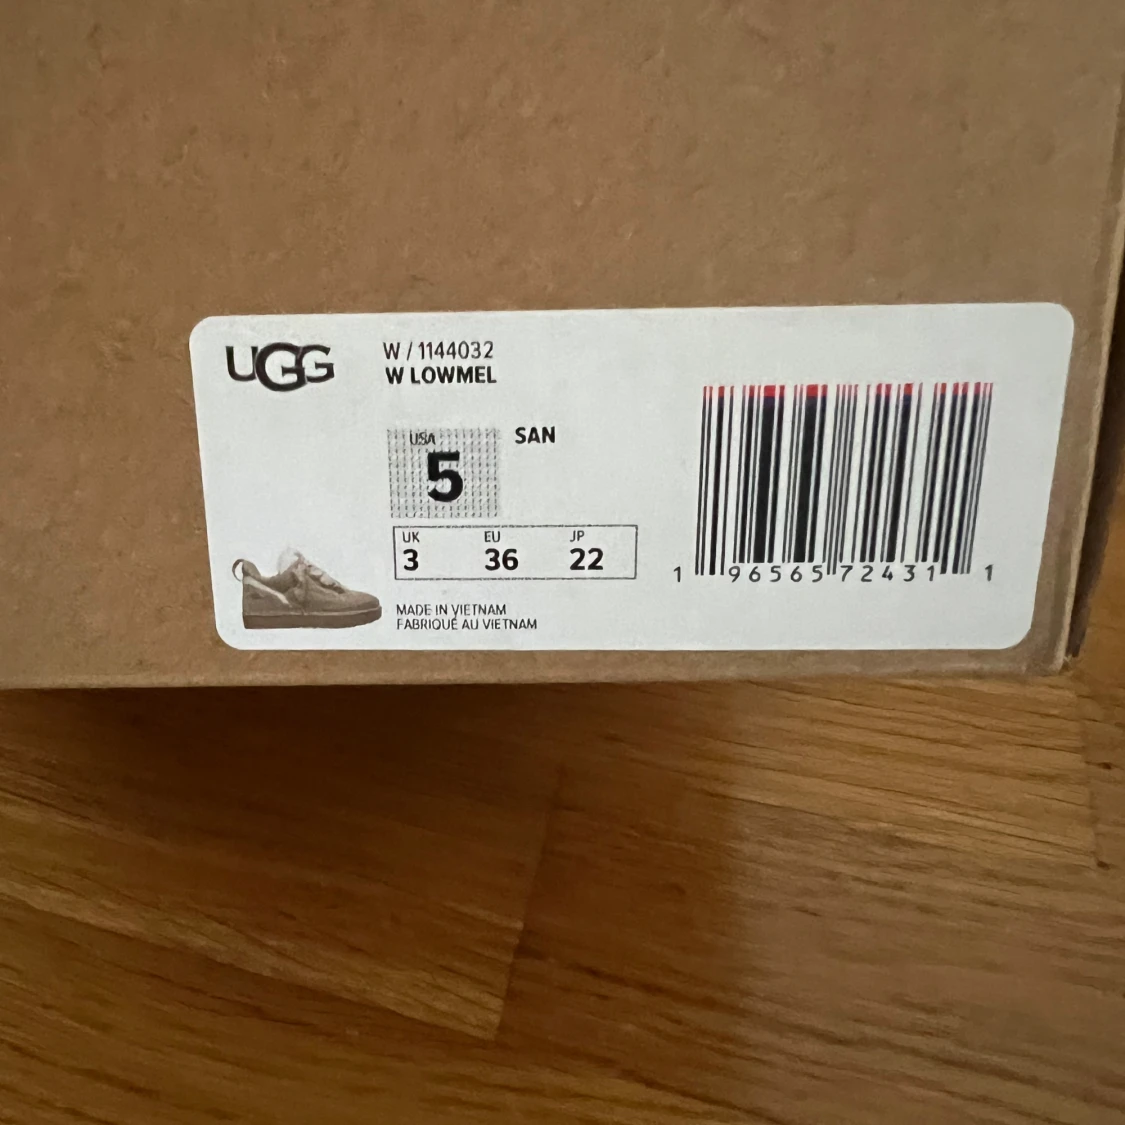 UGG
W / 1144032
W LOWMEL
USA
5
SAN
UK EU JP
3 36 22
MADE IN VIETNAM
FABRIQUÉ AU VIETNAM
1 96565 72431 1